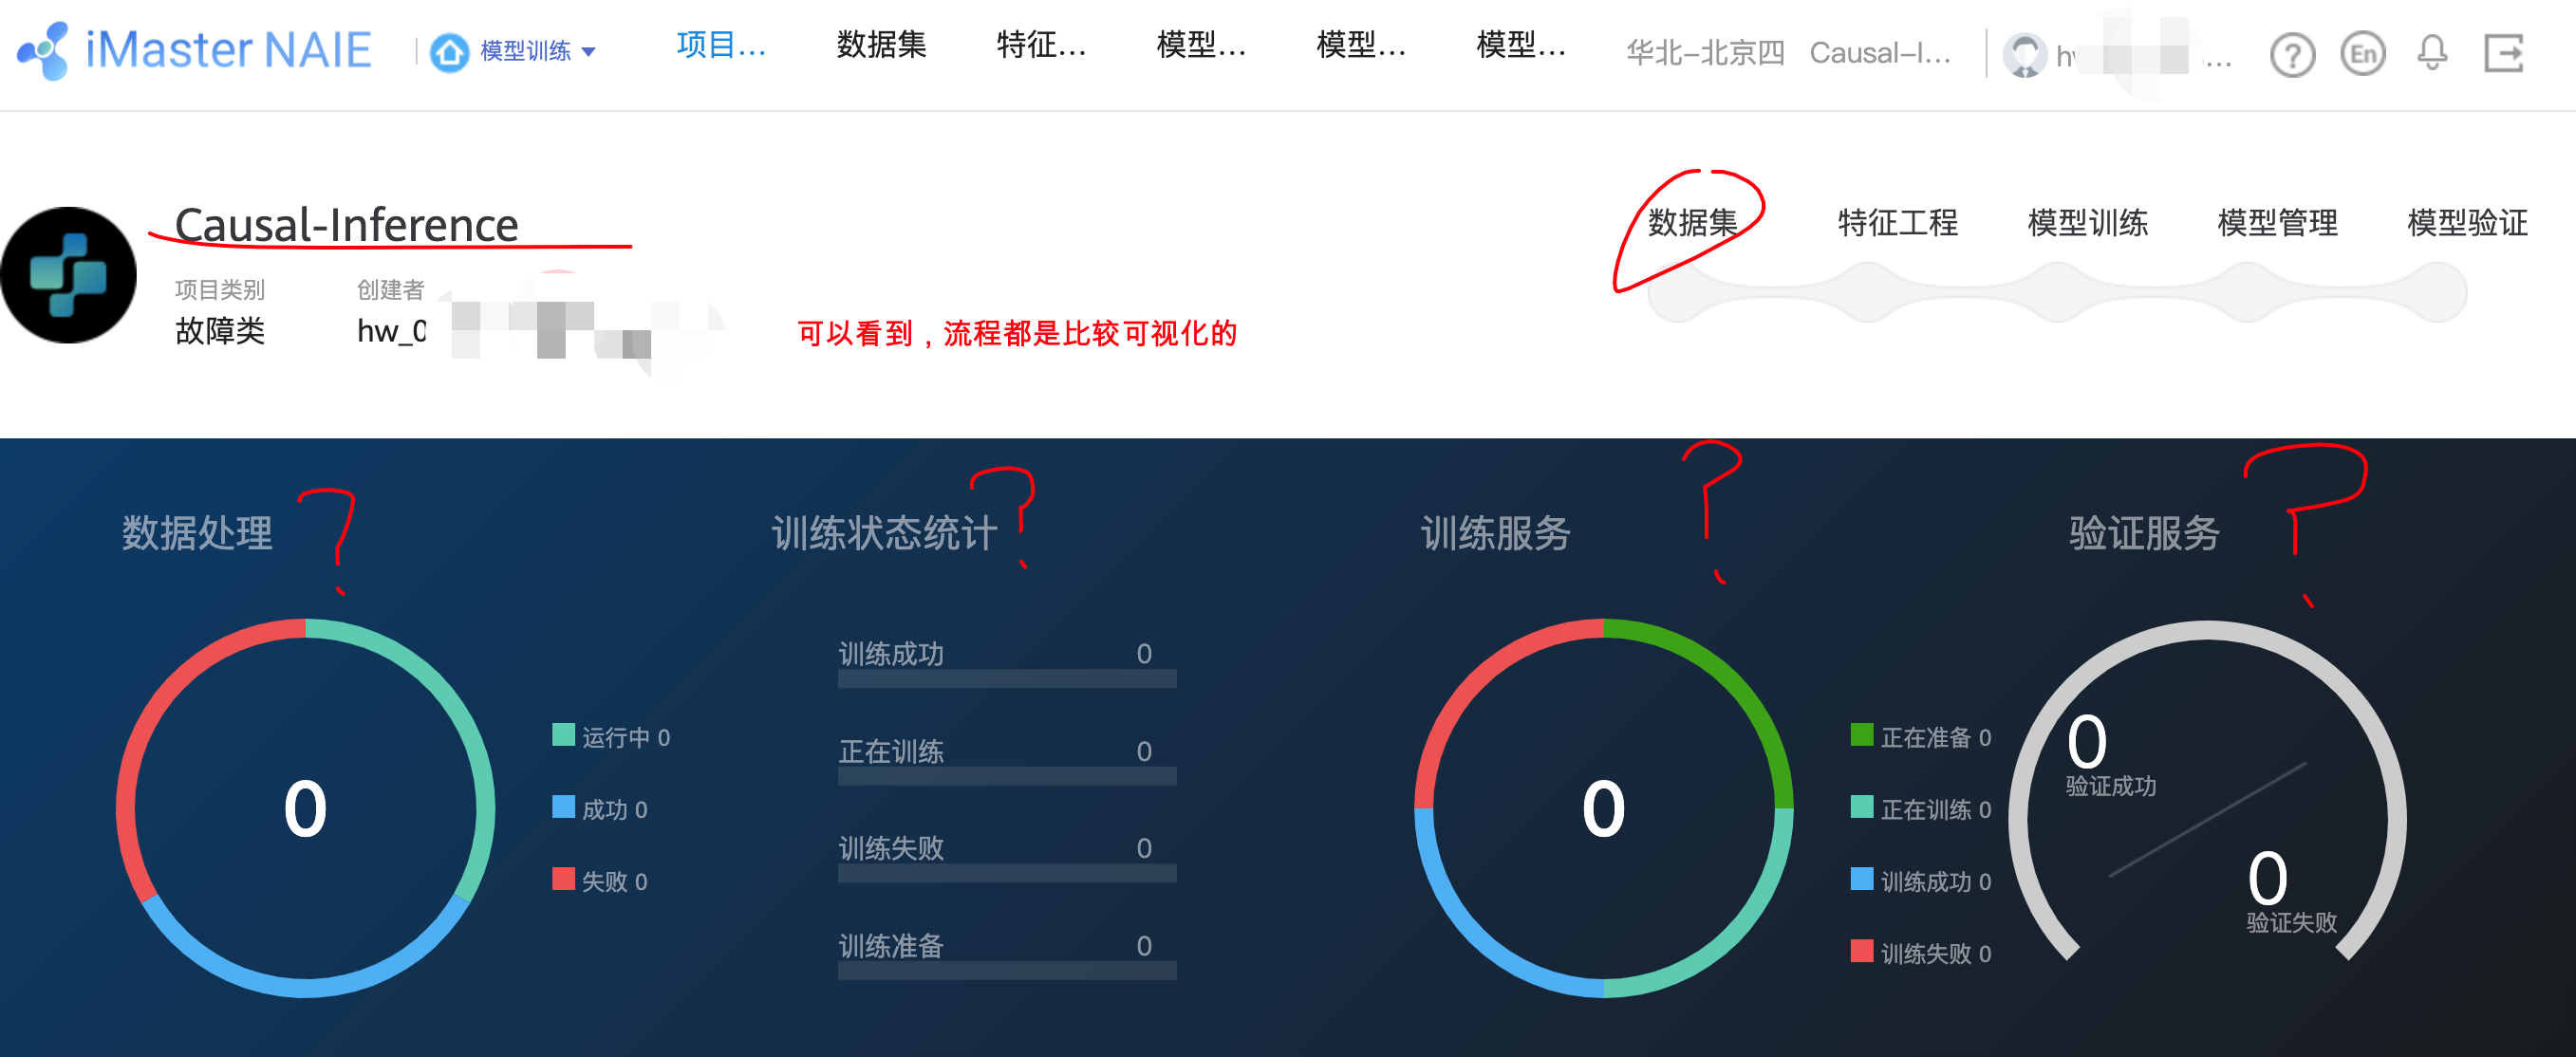 iMaster NAIE 模型训练 项目... 数据集 特征... 模型... 模型... 模型... 华北-北京四 Causal-I... ... ? En
Causal-Inference
数据集 特征工程 模型训练 模型管理 模型验证
项目类别 创建者
故障类 hw_0
可以看到，流程都是比较可视化的
数据处理 ?
训练状态统计 ?
训练服务 ?
验证服务 ?
0
运行中 0
成功 0
失败 0
训练成功 0
正在训练 0
训练失败 0
训练准备 0
0
正在准备 0
正在训练 0
训练成功 0
训练失败 0
0
验证成功
0
验证失败